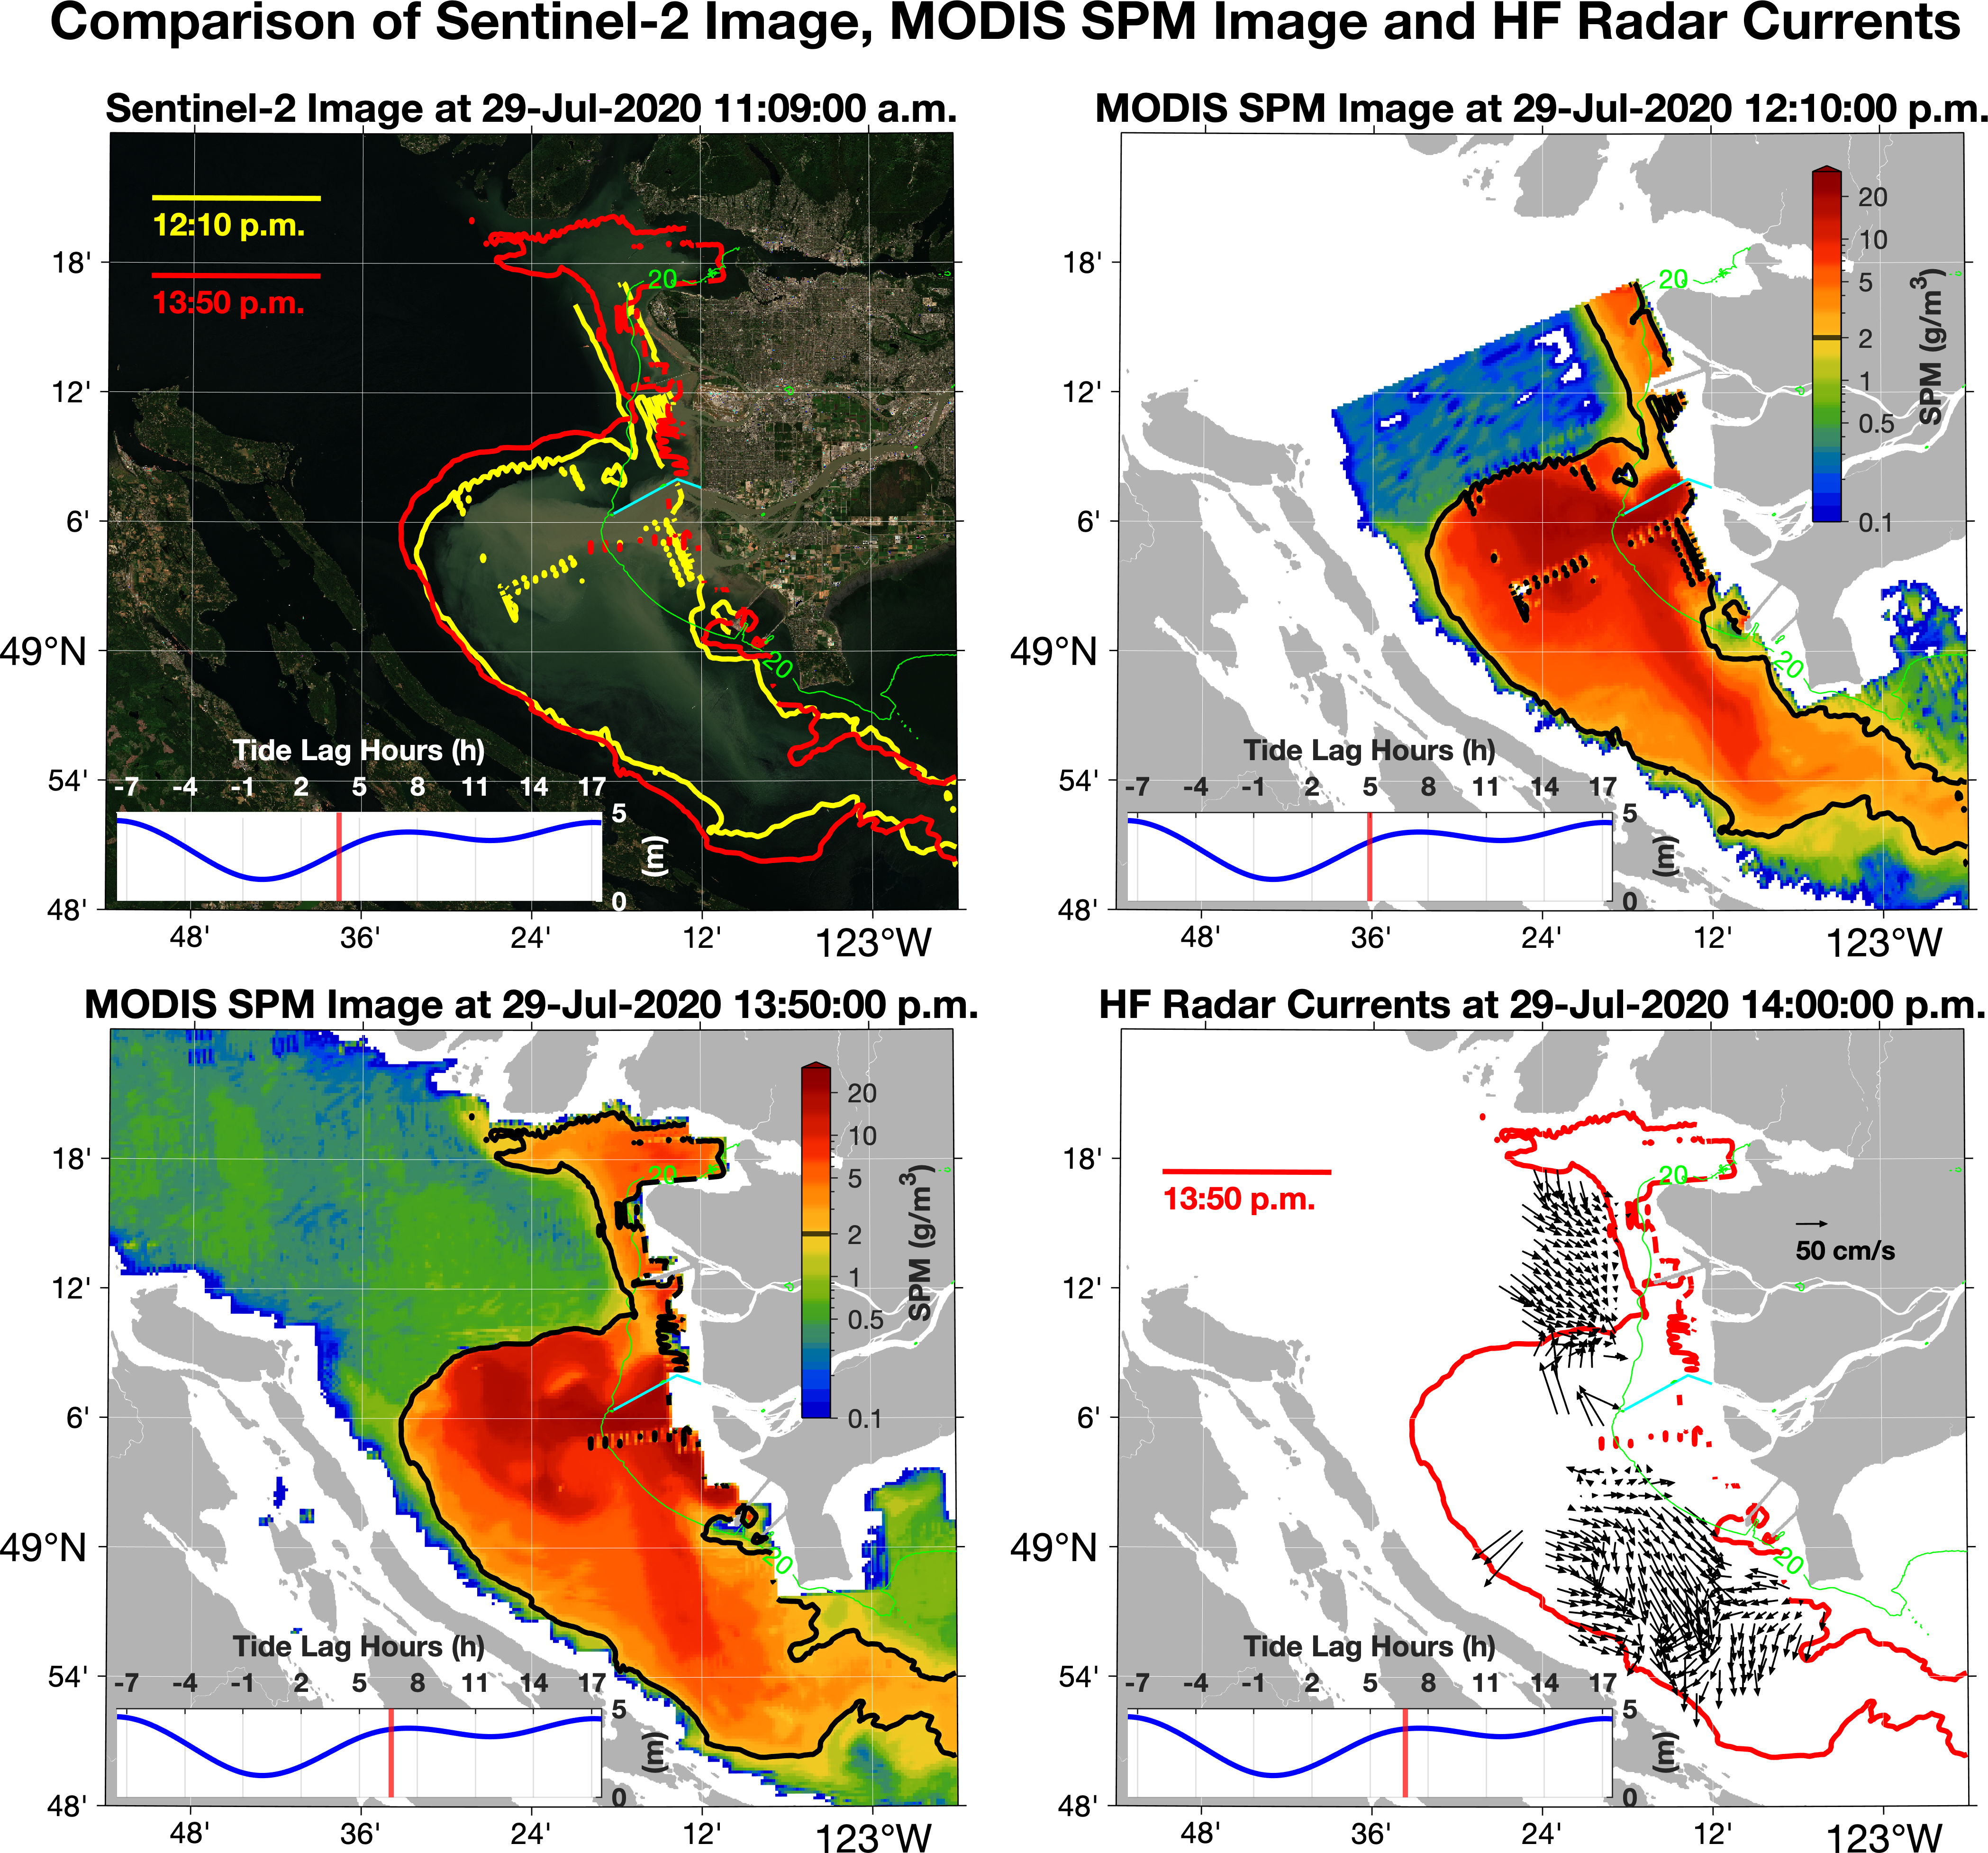 Comparison of Sentinel-2 Image, MODIS SPM Image and HF Radar Currents
Sentinel-2 Image at 29-Jul-2020 11:09:00 a.m.
12:10 p.m.
13:50 p.m.
20
20
18'
12'
6'
49°N
54'
48'
Tide Lag Hours (h)
-7 -4 -1 2 5 8 11 14 17
5
(m)
0
48' 36' 24' 12' 123°W
MODIS SPM Image at 29-Jul-2020 12:10:00 p.m.
20
10
5
2
1
0.5
0.1
SPM (g/m3)
20
20
18'
12'
6'
49°N
54'
48'
Tide Lag Hours (h)
-7 -4 -1 2 5 8 11 14 17
5
(m)
0
48' 36' 24' 12' 123°W
MODIS SPM Image at 29-Jul-2020 13:50:00 p.m.
20
10
5
2
1
0.5
0.1
SPM (g/m3)
20
20
18'
12'
6'
49°N
54'
48'
Tide Lag Hours (h)
-7 -4 -1 2 5 8 11 14 17
5
(m)
0
48' 36' 24' 12' 123°W
HF Radar Currents at 29-Jul-2020 14:00:00 p.m.
13:50 p.m.
50 cm/s
20
20
18'
12'
6'
49°N
54'
48'
Tide Lag Hours (h)
-7 -4 -1 2 5 8 11 14 17
5
(m)
0
48' 36' 24' 12' 123°W